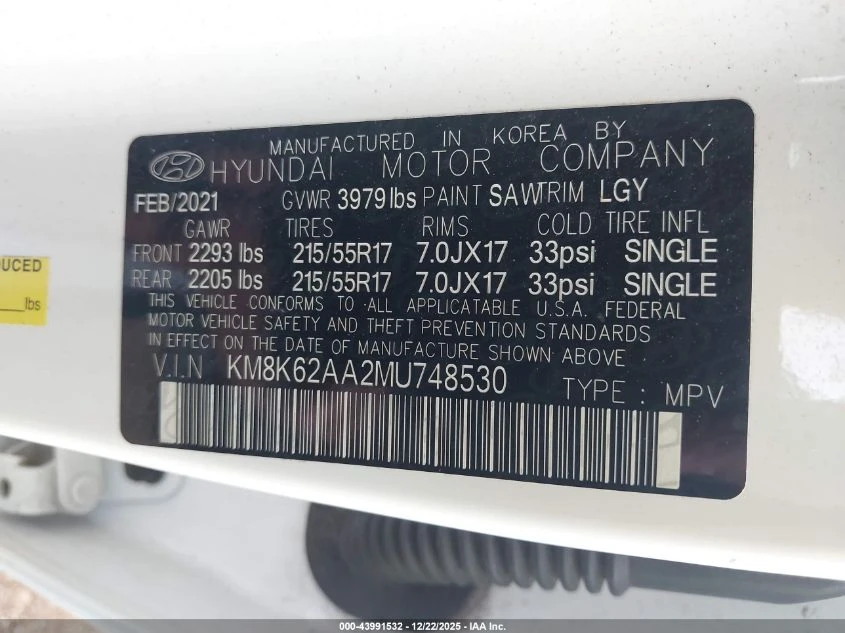 MANUFACTURED IN KOREA BY
HYUNDAI MOTOR COMPANY
FEB/2021 GVWR 3979lbs PAINT SAW TRIM LGY
GAWR TIRES RIMS COLD TIRE INFL
FRONT 2293 lbs 215/55R17 7.0JX17 33psi SINGLE
REAR 2205 lbs 215/55R17 7.0JX17 33psi SINGLE
THIS VEHICLE CONFORMS TO ALL APPLICATABLE U.S.A. FEDERAL
MOTOR VEHICLE SAFETY AND THEFT PREVENTION STANDARDS
IN EFFECT ON THE DATE OF MANUFACTURE SHOWN ABOVE
V.I.N KM8K62AA2MU748530 TYPE : MPV
UCED
lbs
000-43991532 - 12/22/2025 - IAA Inc.